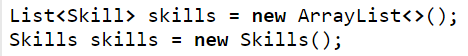 List<Skill> skills = new ArrayList<>();
Skills skills = new Skills();